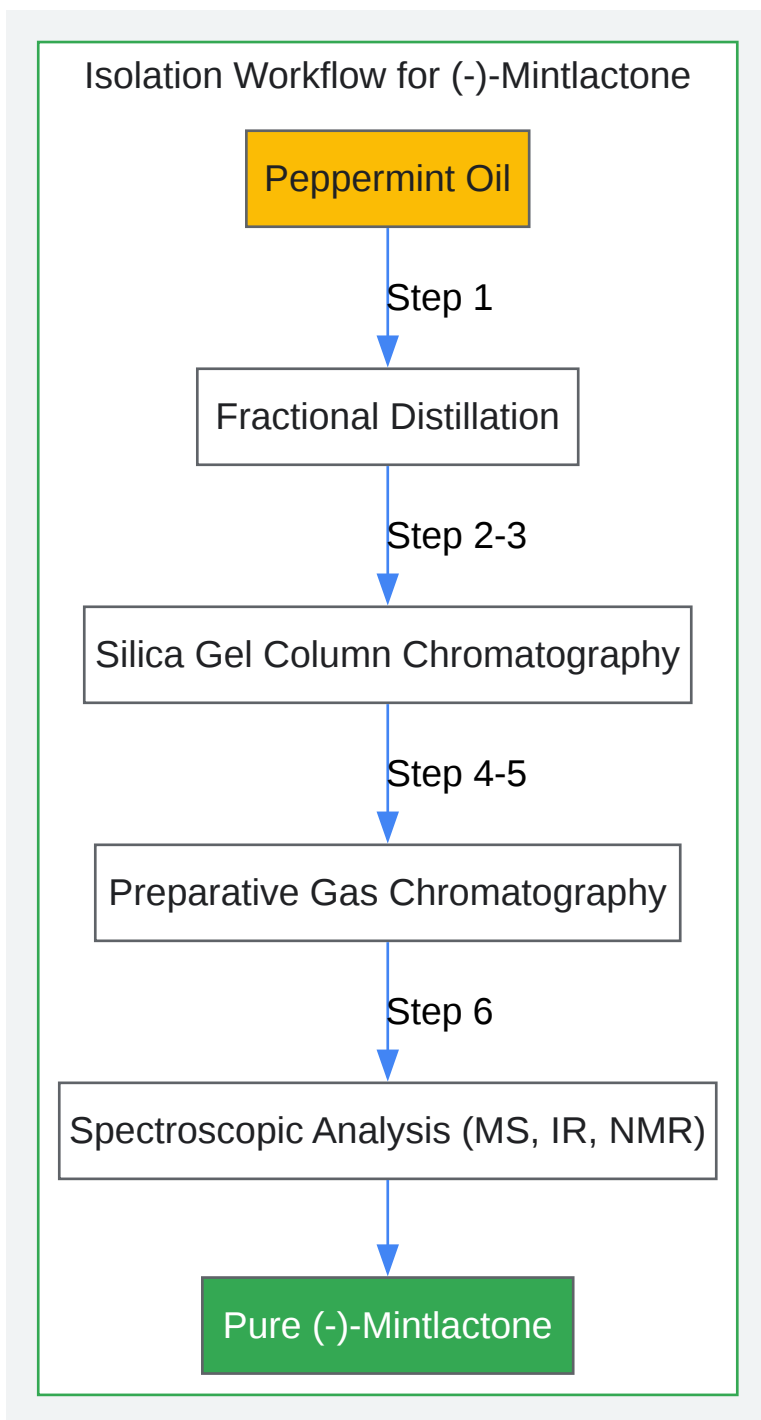 Isolation Workflow for (-)-Mintlactone
Peppermint Oil
Step 1
Fractional Distillation
Step 2-3
Silica Gel Column Chromatography
Step 4-5
Preparative Gas Chromatography
Step 6
Spectroscopic Analysis (MS, IR, NMR)
Pure (-)-Mintlactone